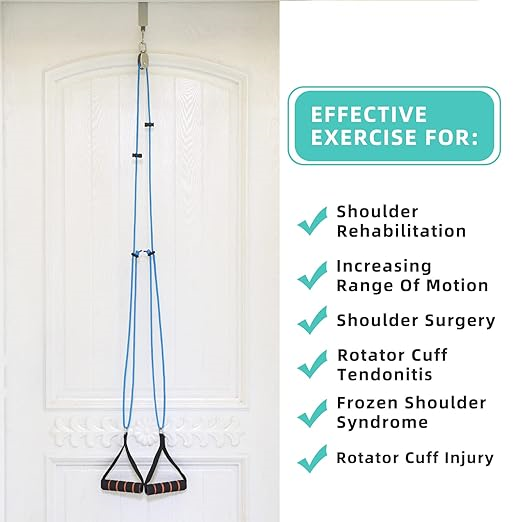 EFFECTIVE
EXERCISE FOR:
Shoulder
Rehabilitation
Increasing
Range Of Motion
Shoulder Surgery
Rotator Cuff
Tendonitis
Frozen Shoulder
Syndrome
Rotator Cuff Injury